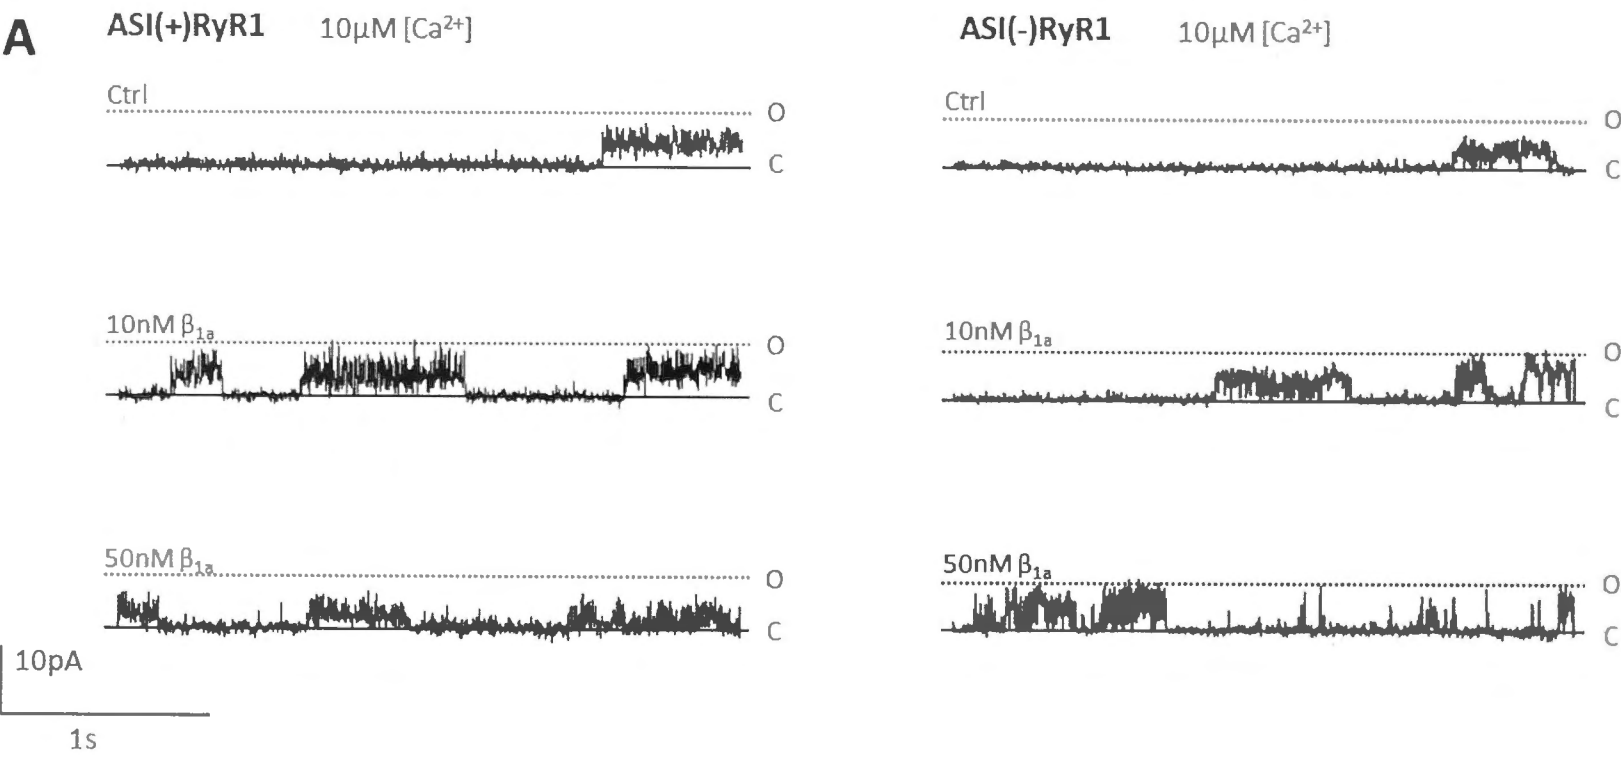 A
ASI(+)RyR1 10µM [Ca²⁺]
Ctrl
O
C
10nM β₁ₐ
O
C
50nM β₁ₐ
O
C
10pA
1s
ASI(-)RyR1 10µM [Ca²⁺]
Ctrl
O
C
10nM β₁ₐ
O
C
50nM β₁ₐ
O
C